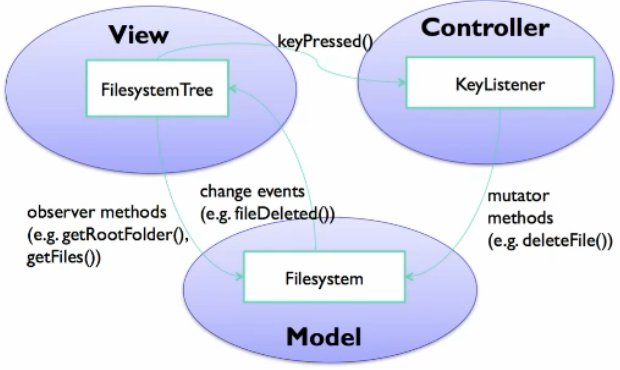 View
Controller
keyPressed()
FilesystemTree
KeyListener
change events
(e.g. fileDeleted())
observer methods
(e.g. getRootFolder(),
getFiles())
mutator
methods
(e.g. deleteFile())
Filesystem
Model